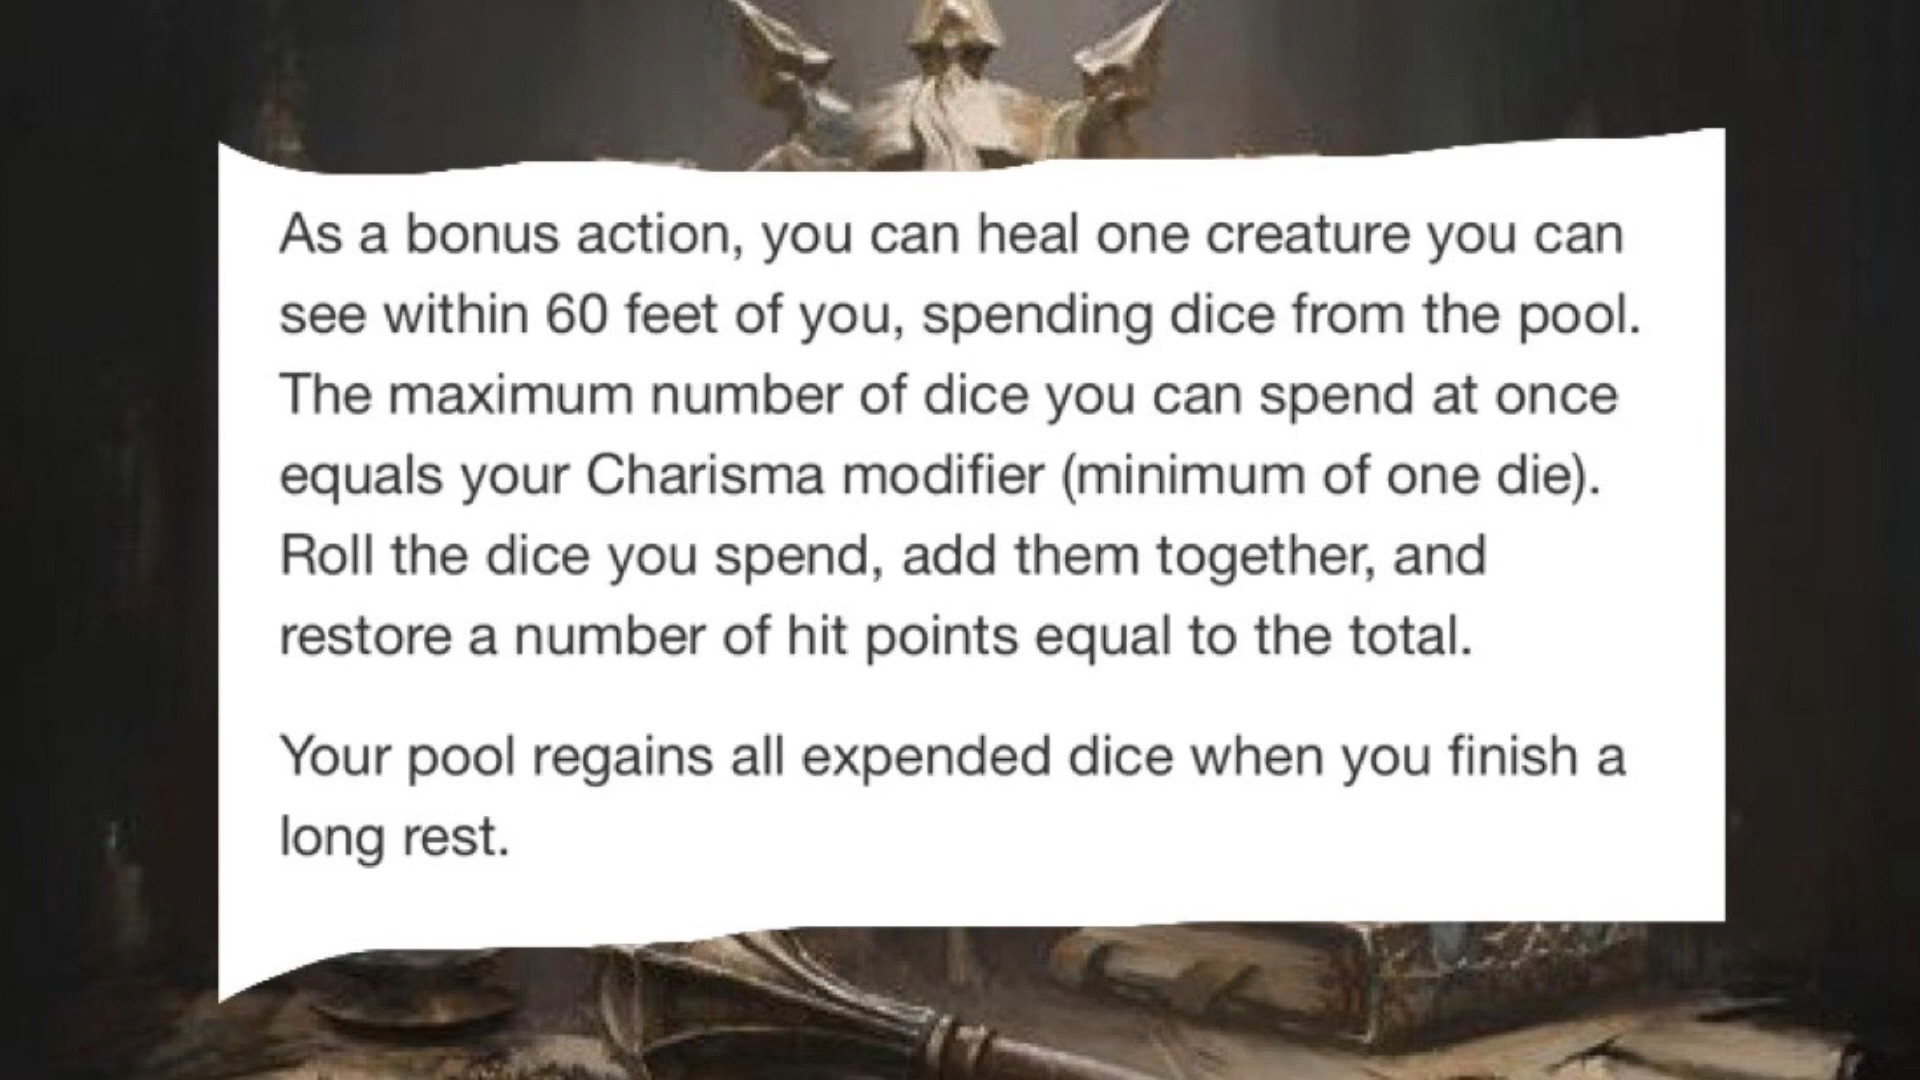 As a bonus action, you can heal one creature you can
see within 60 feet of you, spending dice from the pool.
The maximum number of dice you can spend at once
equals your Charisma modifier (minimum of one die).
Roll the dice you spend, add them together, and
restore a number of hit points equal to the total.
Your pool regains all expended dice when you finish a
long rest.